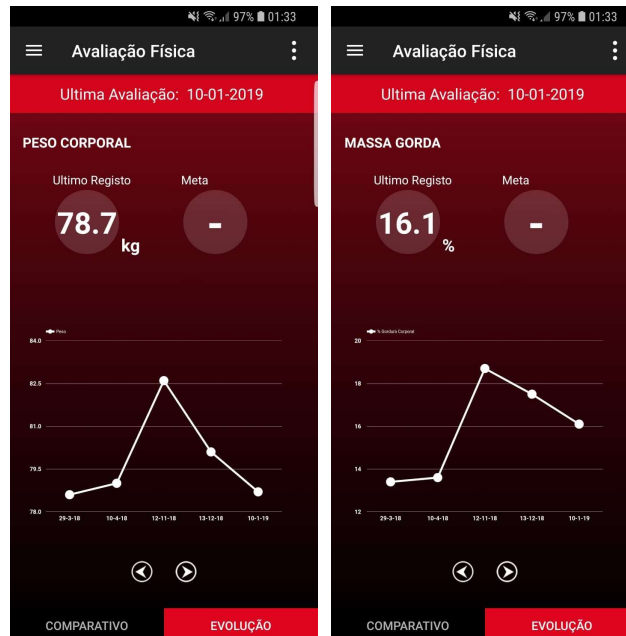 97% 01:33
Avaliação Física
Ultima Avaliação: 10-01-2019
PESO CORPORAL
Ultimo Registo Meta
78.7 kg -
Peso
84.0
82.5
81.0
79.5
78.0
29-3-18 10-4-18 12-11-18 13-12-18 10-1-19
COMPARATIVO EVOLUÇÃO
97% 01:33
Avaliação Física
Ultima Avaliação: 10-01-2019
MASSA GORDA
Ultimo Registo Meta
16.1 % -
% Gordura Corporal
20
18
16
14
12
29-3-18 10-4-18 12-11-18 13-12-18 10-1-19
COMPARATIVO EVOLUÇÃO